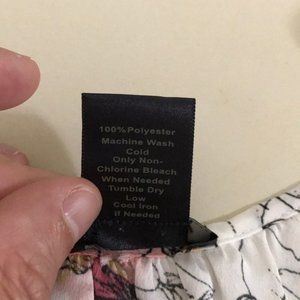 100%Polyester
Machine Wash
Cold
Only Non-
Chlorine Bleach
When Needed
Tumble Dry
Low
Cool Iron
if Needed